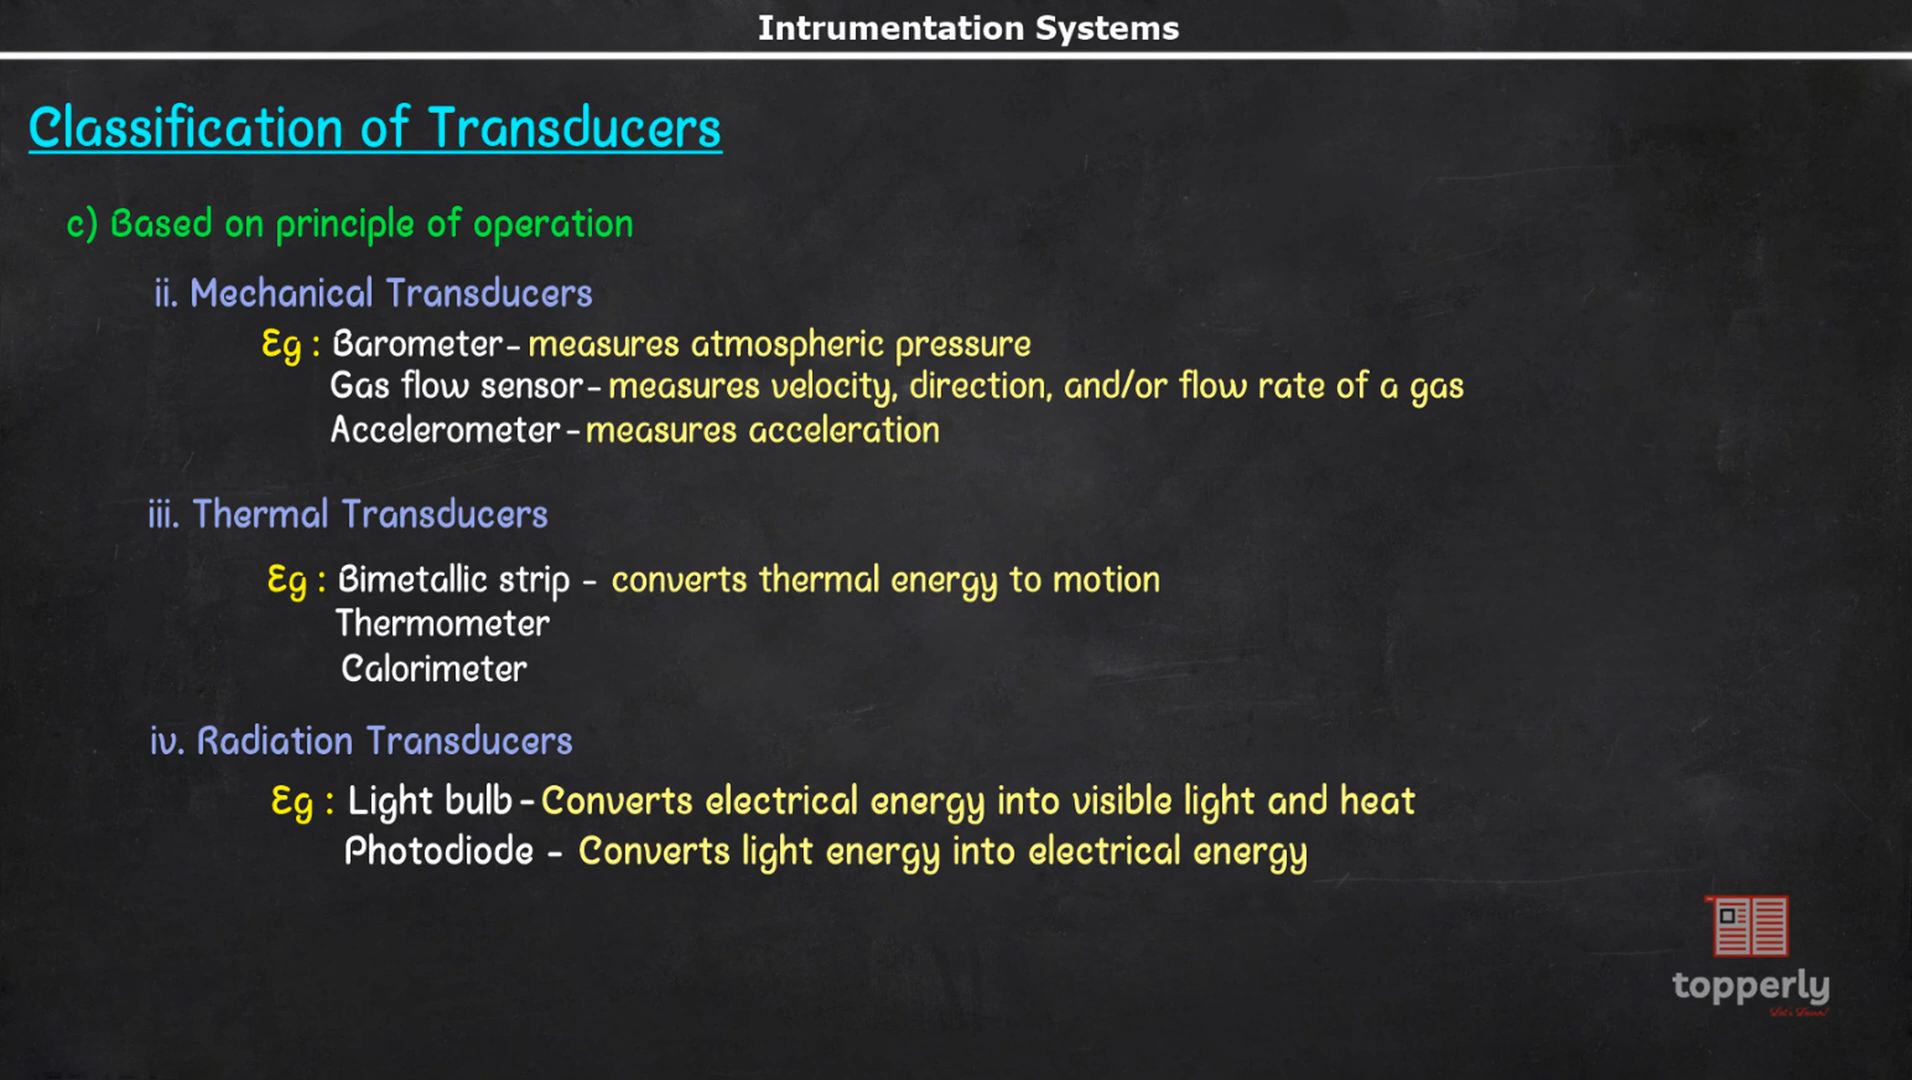 Intrumentation Systems
Classification of Transducers
c) Based on principle of operation
ii. Mechanical Transducers
Eg : Barometer - measures atmospheric pressure
Gas flow sensor - measures velocity, direction, and/or flow rate of a gas
Accelerometer - measures acceleration
iii. Thermal Transducers
Eg : Bimetallic strip - converts thermal energy to motion
Thermometer
Calorimeter
iv. Radiation Transducers
Eg : Light bulb - Converts electrical energy into visible light and heat
Photodiode - Converts light energy into electrical energy
topperly
Let's Learn!